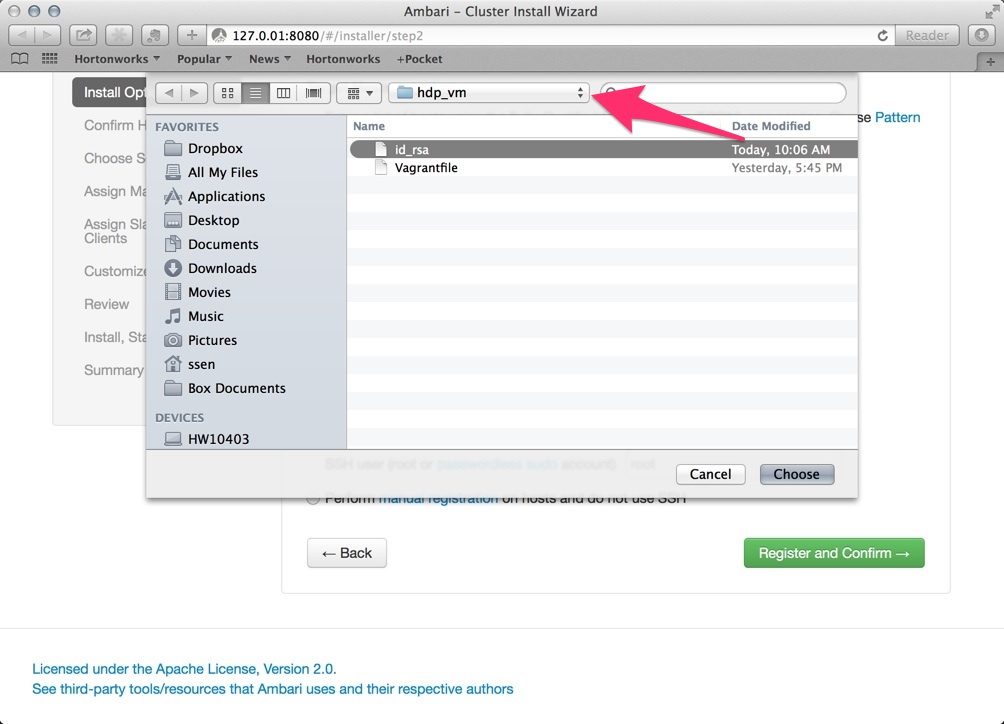 Ambari – Cluster Install Wizard
127.0.01:8080/#/installer/step2
Reader
Hortonworks
Popular
News
Hortonworks
+Pocket
Install Opt
hdp_vm
se Pattern
Confirm H
Choose S
Assign Ma
Assign Sla
Clients
Customize
Review
Install, Sta
Summary
FAVORITES
Dropbox
All My Files
Applications
Desktop
Documents
Downloads
Movies
Music
Pictures
ssen
Box Documents
DEVICES
HW10403
Name Date Modified
id_rsa Today, 10:06 AM
Vagrantfile Yesterday, 5:45 PM
SSH user (root or passwordless sudo account) root
Cancel Choose
Perform manual registration on hosts and do not use SSH
← Back Register and Confirm →
Licensed under the Apache License, Version 2.0.
See third-party tools/resources that Ambari uses and their respective authors